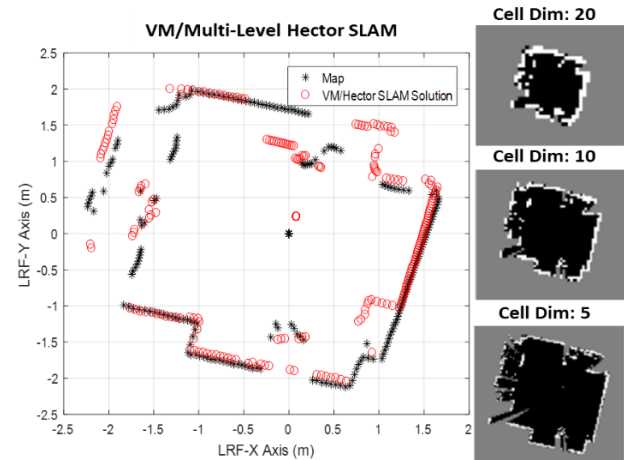 VM/Multi-Level Hector SLAM
Cell Dim: 20
2.5
2
1.5
1
0.5
0
-0.5
-1
-1.5
-2
-2.5
LRF-Y Axis (m)
Map
VM/Hector SLAM Solution
-2.5 -2 -1.5 -1 -0.5 0 0.5 1 1.5 2
LRF-X Axis (m)
Cell Dim: 10
Cell Dim: 5